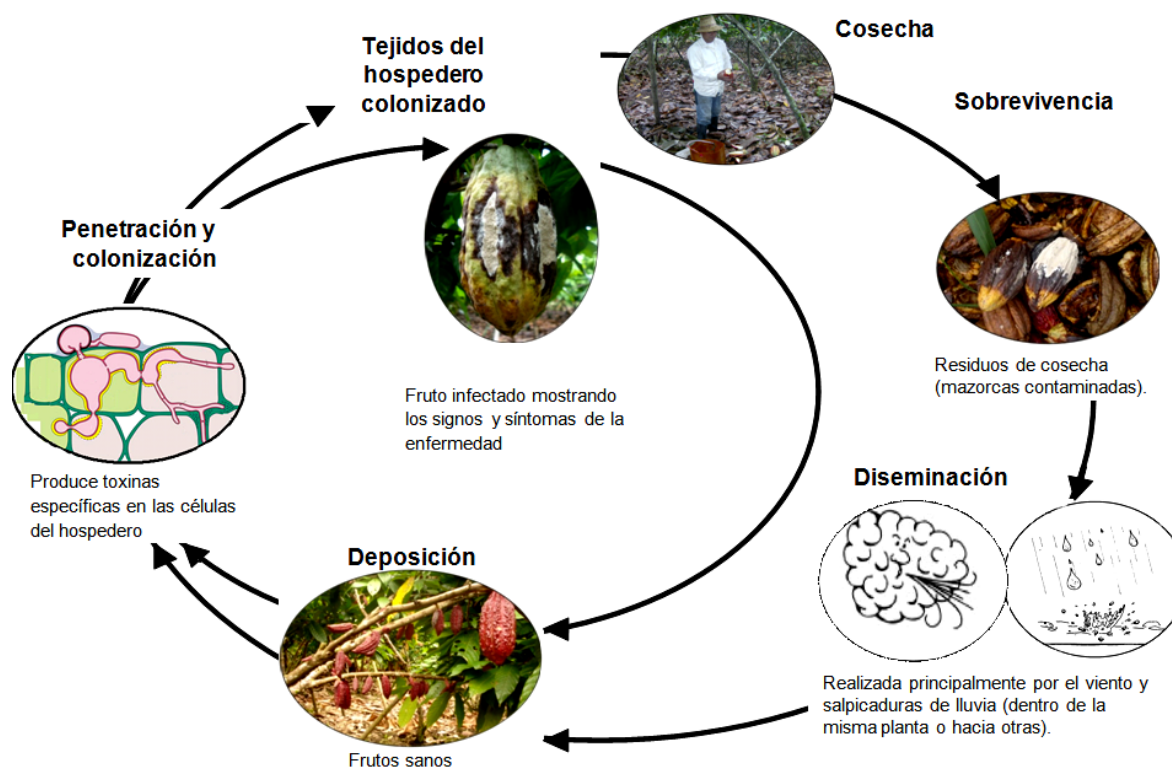 Tejidos del
hospedero
colonizado
Cosecha
Sobrevivencia
Residuos de cosecha
(mazorcas contaminadas).
Diseminación
Realizada principalmente por el viento y
salpicaduras de lluvia (dentro de la
misma planta o hacia otras).
Deposición
Frutos sanos
Penetración y
colonización
Produce toxinas
específicas en las células
del hospedero
Fruto infectado mostrando
los signos y síntomas de la
enfermedad